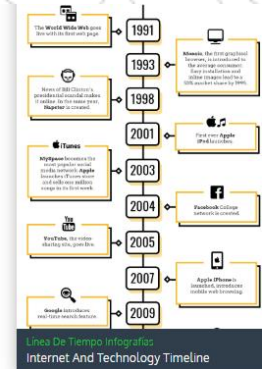 The World Wide Web goes
live with its first web page.
1991
1993
Mosaic, the first graphical
browser, is introduced to
the average consumer.
Easy installation and
inline images lead to a
53% market share by 1995.
News of Bill Clinton's
presidential scandal makes
it online. In the same year,
Napster is created.
1998
2001
First ever Apple
iPod launches.
iTunes
MySpace becomes the
most popular social
media network. Apple
launches iTunes store
and sells one million
songs in its first week.
2003
2004
Facebook College
network is created.
You
Tube
YouTube, the video-
sharing site, goes live.
2005
2007
Apple iPhone is
launched, introduces
mobile web browsing.
Google introduces
real-time search feature.
2009
Línea De Tiempo Infografías
Internet And Technology Timeline